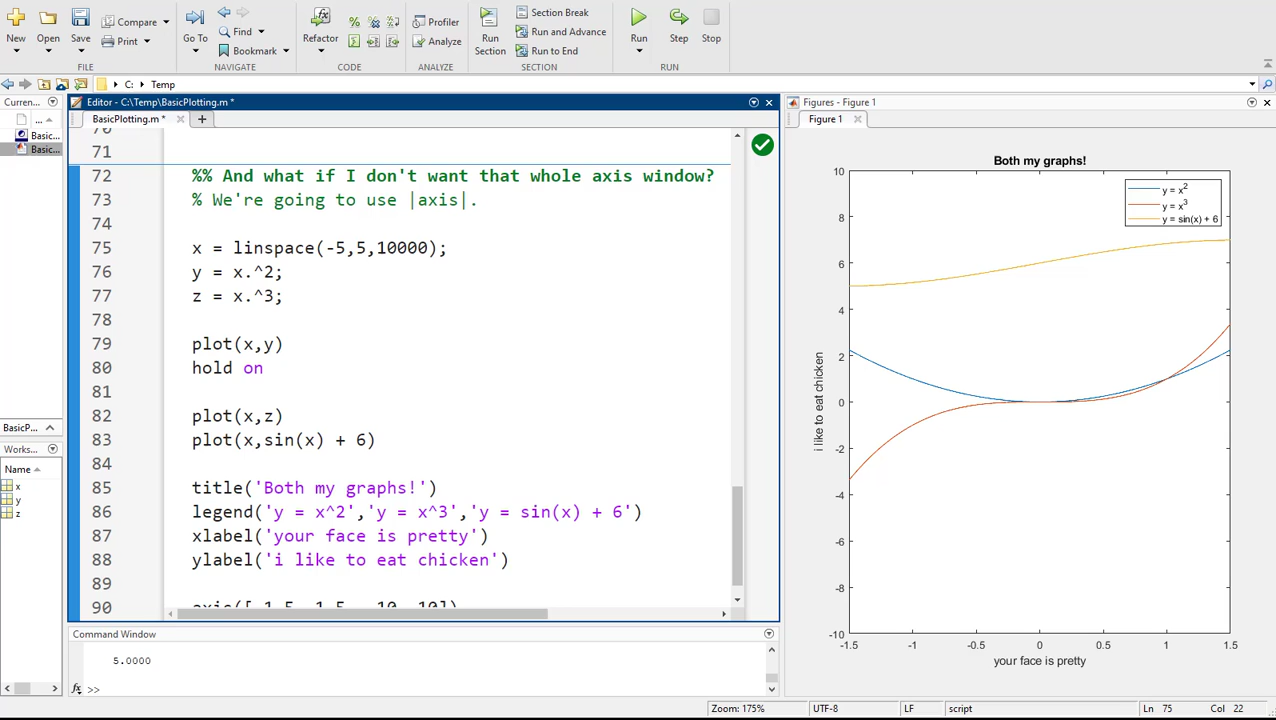 New
Open
Save
Compare
Print
Go To
Find
Bookmark
Refactor
Profiler
Analyze
Run Section
Section Break
Run and Advance
Run to End
Run
Step
Stop
FILE
NAVIGATE
CODE
ANALYZE
SECTION
RUN
C:
Temp
Curren...
...
Basic...
Basic...
BasicP...
Works...
Name
x
y
z
Editor - C:\Temp\BasicPlotting.m *
BasicPlotting.m *
70
71
72 %% And what if I don't want that whole axis window?
73 % We're going to use |axis|.
74
75 x = linspace(-5,5,10000);
76 y = x.^2;
77 z = x.^3;
78
79 plot(x,y)
80 hold on
81
82 plot(x,z)
83 plot(x,sin(x) + 6)
84
85 title('Both my graphs!')
86 legend('y = x^2','y = x^3','y = sin(x) + 6')
87 xlabel('your face is pretty')
88 ylabel('i like to eat chicken')
89
90
Command Window
5.0000
fx >>
Figures - Figure 1
Figure 1
Both my graphs!
y = x²
y = x³
y = sin(x) + 6
10
8
6
4
2
0
-2
-4
-6
-8
-10
i like to eat chicken
-1.5 -1 -0.5 0 0.5 1 1.5
your face is pretty
Zoom: 175% UTF-8 LF script Ln 75 Col 22